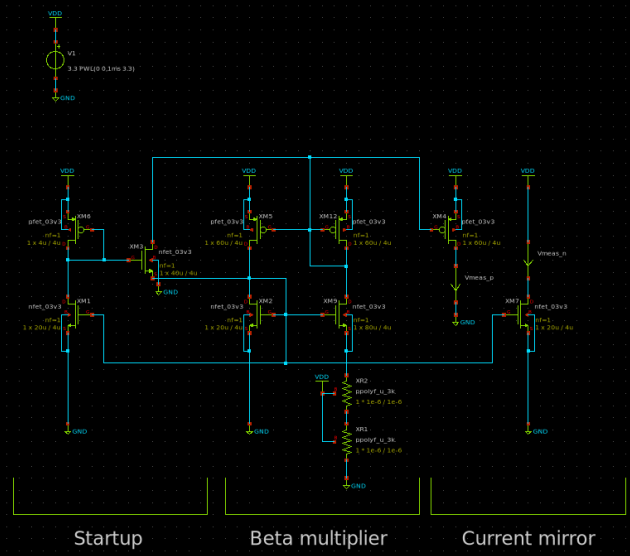 VDD
V1
3.3 PWL(0 0,1ms 3.3)
GND
VDD
VDD
VDD
VDD
VDD
XM6
pfet_03v3
nf=1
1 x 4u / 4u
XM3
nfet_03v3
nf=1
1 x 40u / 4u
GND
XM5
pfet_03v3
nf=1
1 x 60u / 4u
XM12
pfet_03v3
nf=1
1 x 60u / 4u
XM4
pfet_03v3
nf=1
1 x 60u / 4u
Vmeas_n
Vmeas_p
GND
XM1
nfet_03v3
nf=1
1 x 20u / 4u
XM2
nfet_03v3
nf=1
1 x 20u / 4u
XM9
nfet_03v3
nf=1
1 x 80u / 4u
XM7
nfet_03v3
nf=1
1 x 20u / 4u
VDD
XR2
ppolyf_u_3k
1 * 1e-6 / 1e-6
XR1
ppolyf_u_3k
1 * 1e-6 / 1e-6
GND
GND
GND
GND
Startup
Beta multiplier
Current mirror